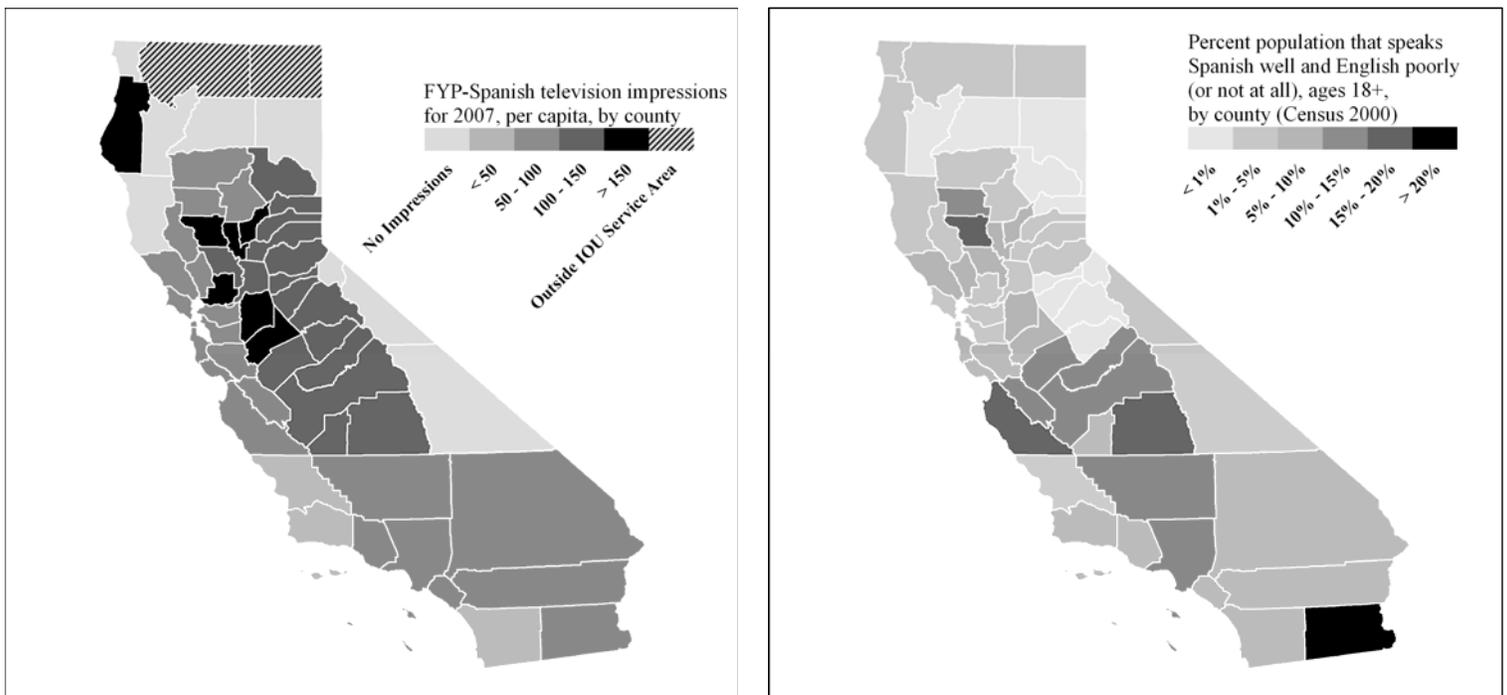 FYP-Spanish television impressions
for 2007, per capita, by county
No Impressions
< 50
50 - 100
100 -150
> 150
Outside IOU Service Area
Percent population that speaks
Spanish well and English poorly
(or not at all), ages 18+,
by county (Census 2000)
< 1%
1% - 5%
5% - 10%
10% - 15%
15% - 20%
> 20%